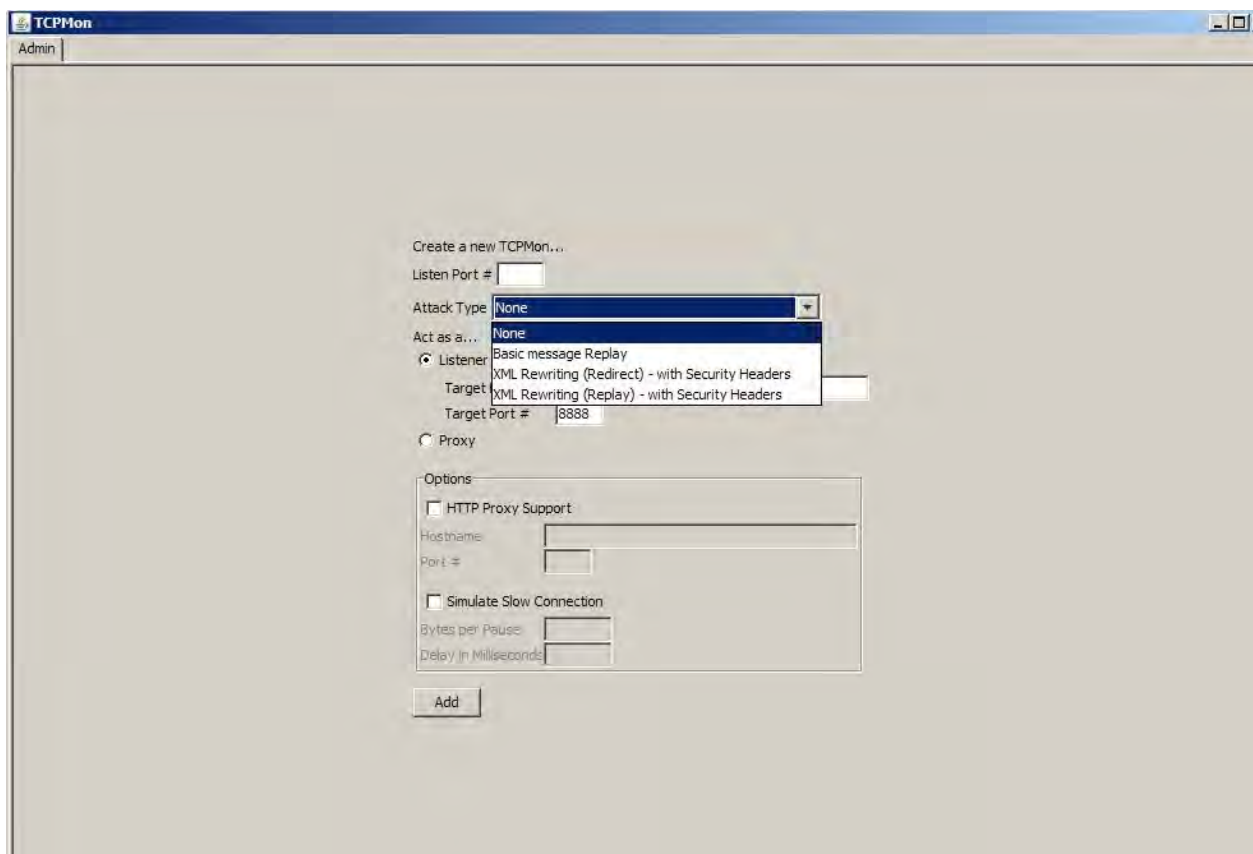 TCPMon
Admin
Create a new TCPMon...
Listen Port #
Attack Type None
None
Act as a...
Basic message Replay
Listener
XML Rewriting (Redirect) - with Security Headers
Target
XML Rewriting (Replay) - with Security Headers
Target Port # 8888
Proxy
Options
HTTP Proxy Support
Hostname
Port #
Simulate Slow Connection
Bytes per Pause
Delay in Milliseconds
Add